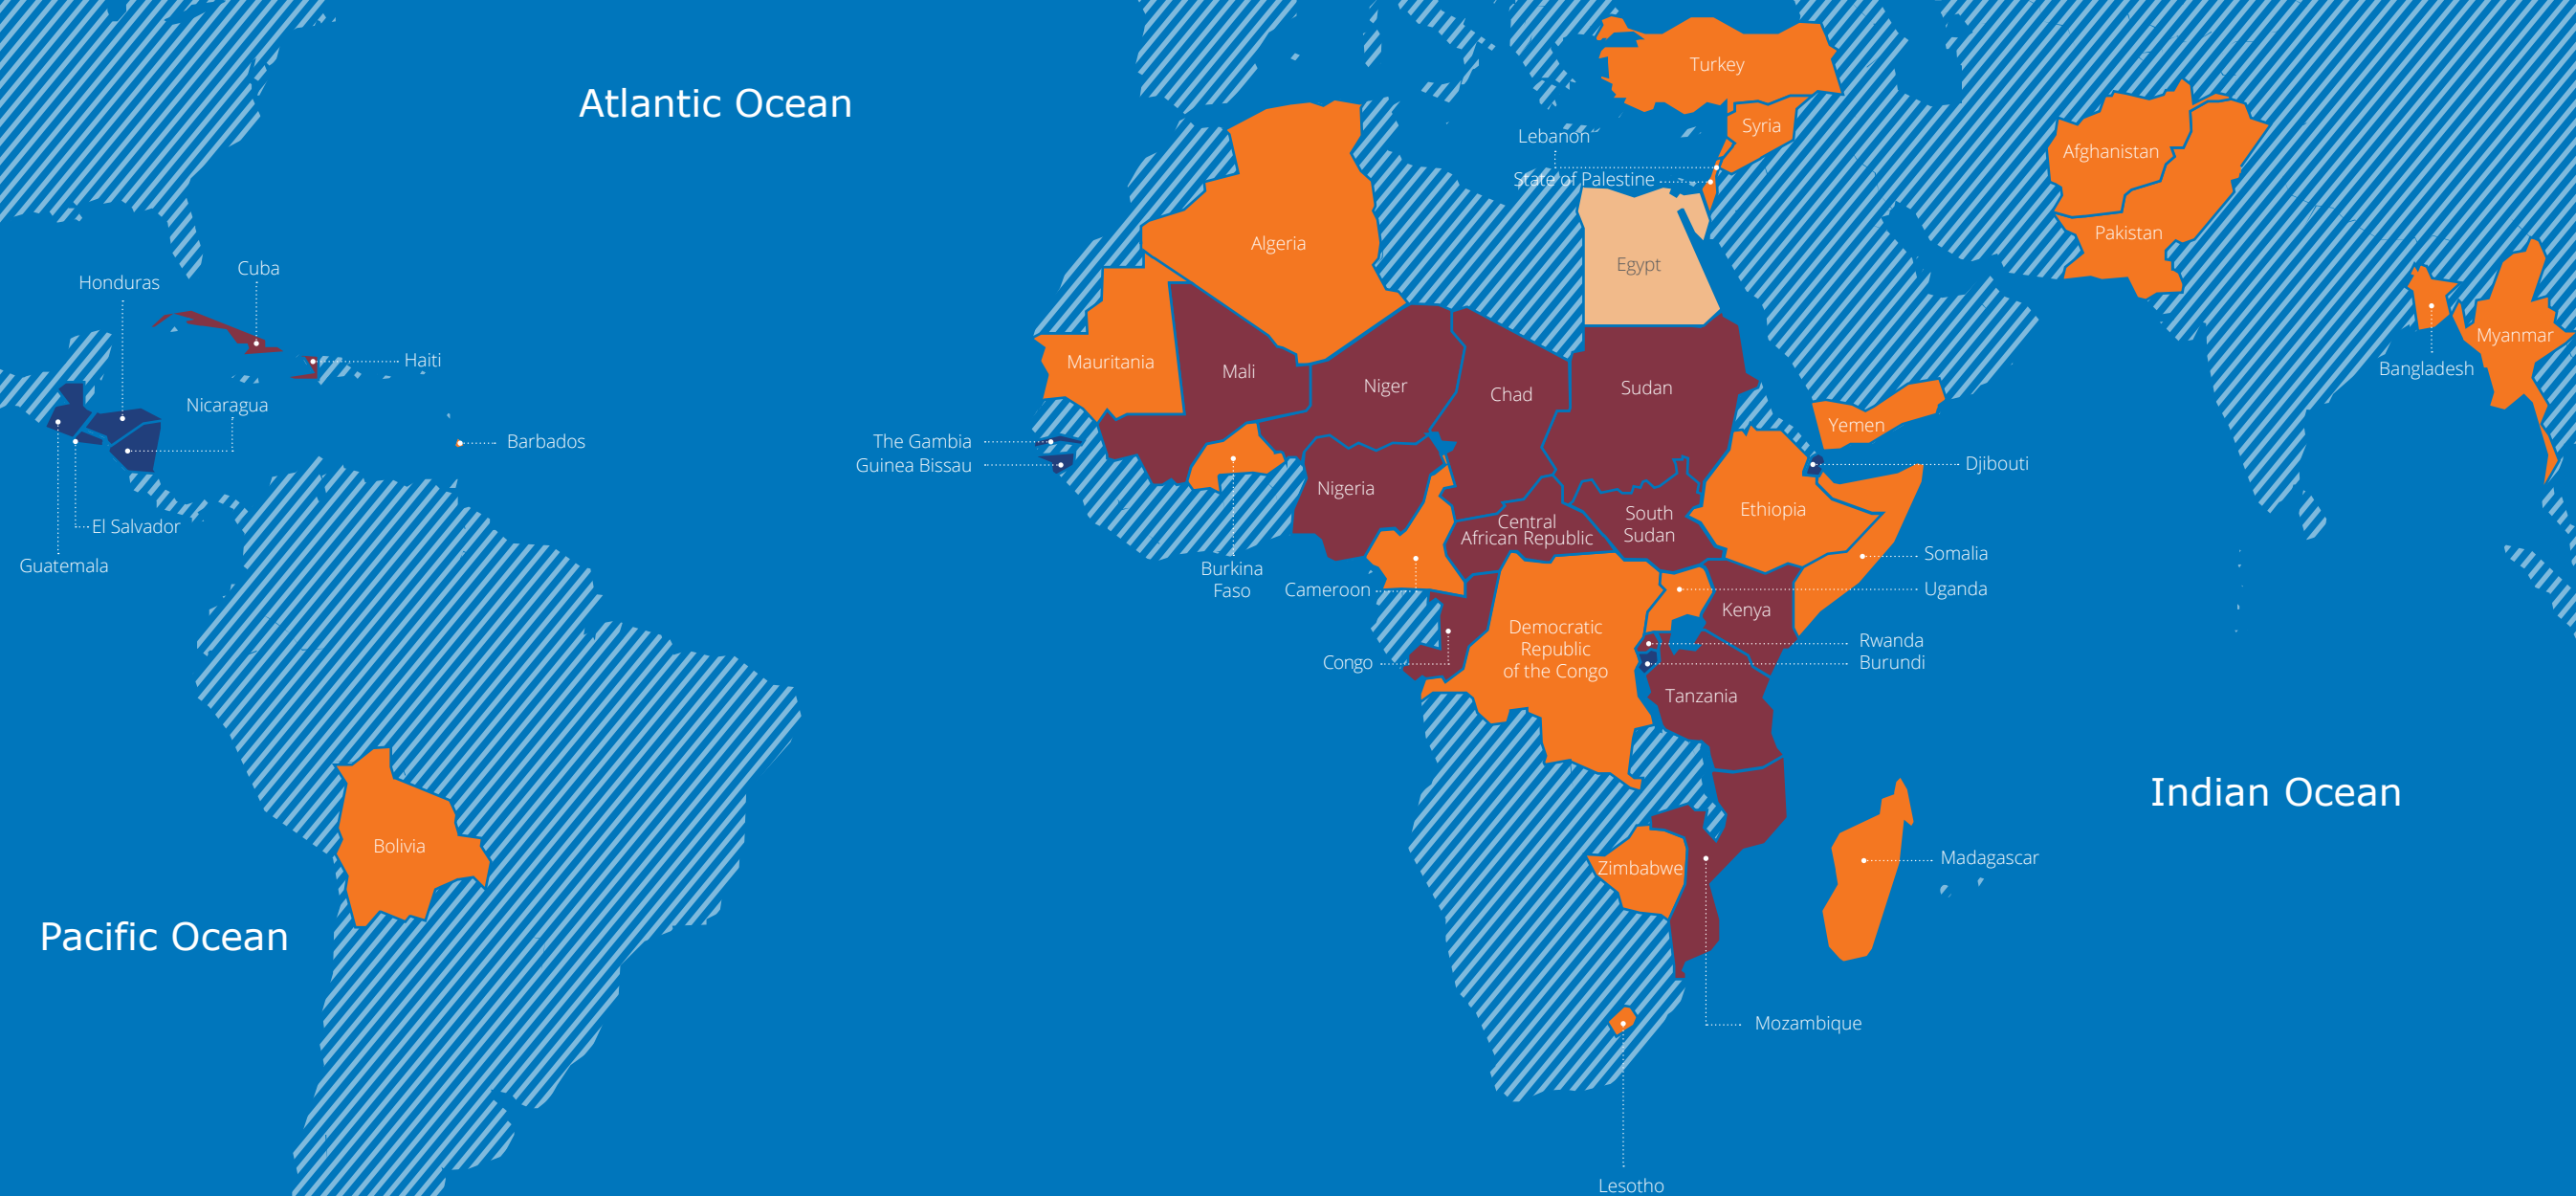 Turkey
Atlantic Ocean
Syria
Lebanon
Afghanistan
State of Palestine
Pakistan
Algeria
Egypt
Cuba
Honduras
Myanmar
Haiti
Mauritania
Bangladesh
Mali
Niger
Sudan
Chad
Nicaragua
Yemen
Barbados
The Gambia
Guinea Bissau
Djibouti
Nigeria
Ethiopia
South
Sudan
Central
African Republic
El Salvador
Somalia
Guatemala
Burkina
Faso
Cameroon
Uganda
Kenya
Democratic
Republic
of the Congo
Rwanda
Burundi
Congo
Tanzania
Indian Ocean
Bolivia
Madagascar
Zimbabwe
Pacific Ocean
Mozambique
Lesotho